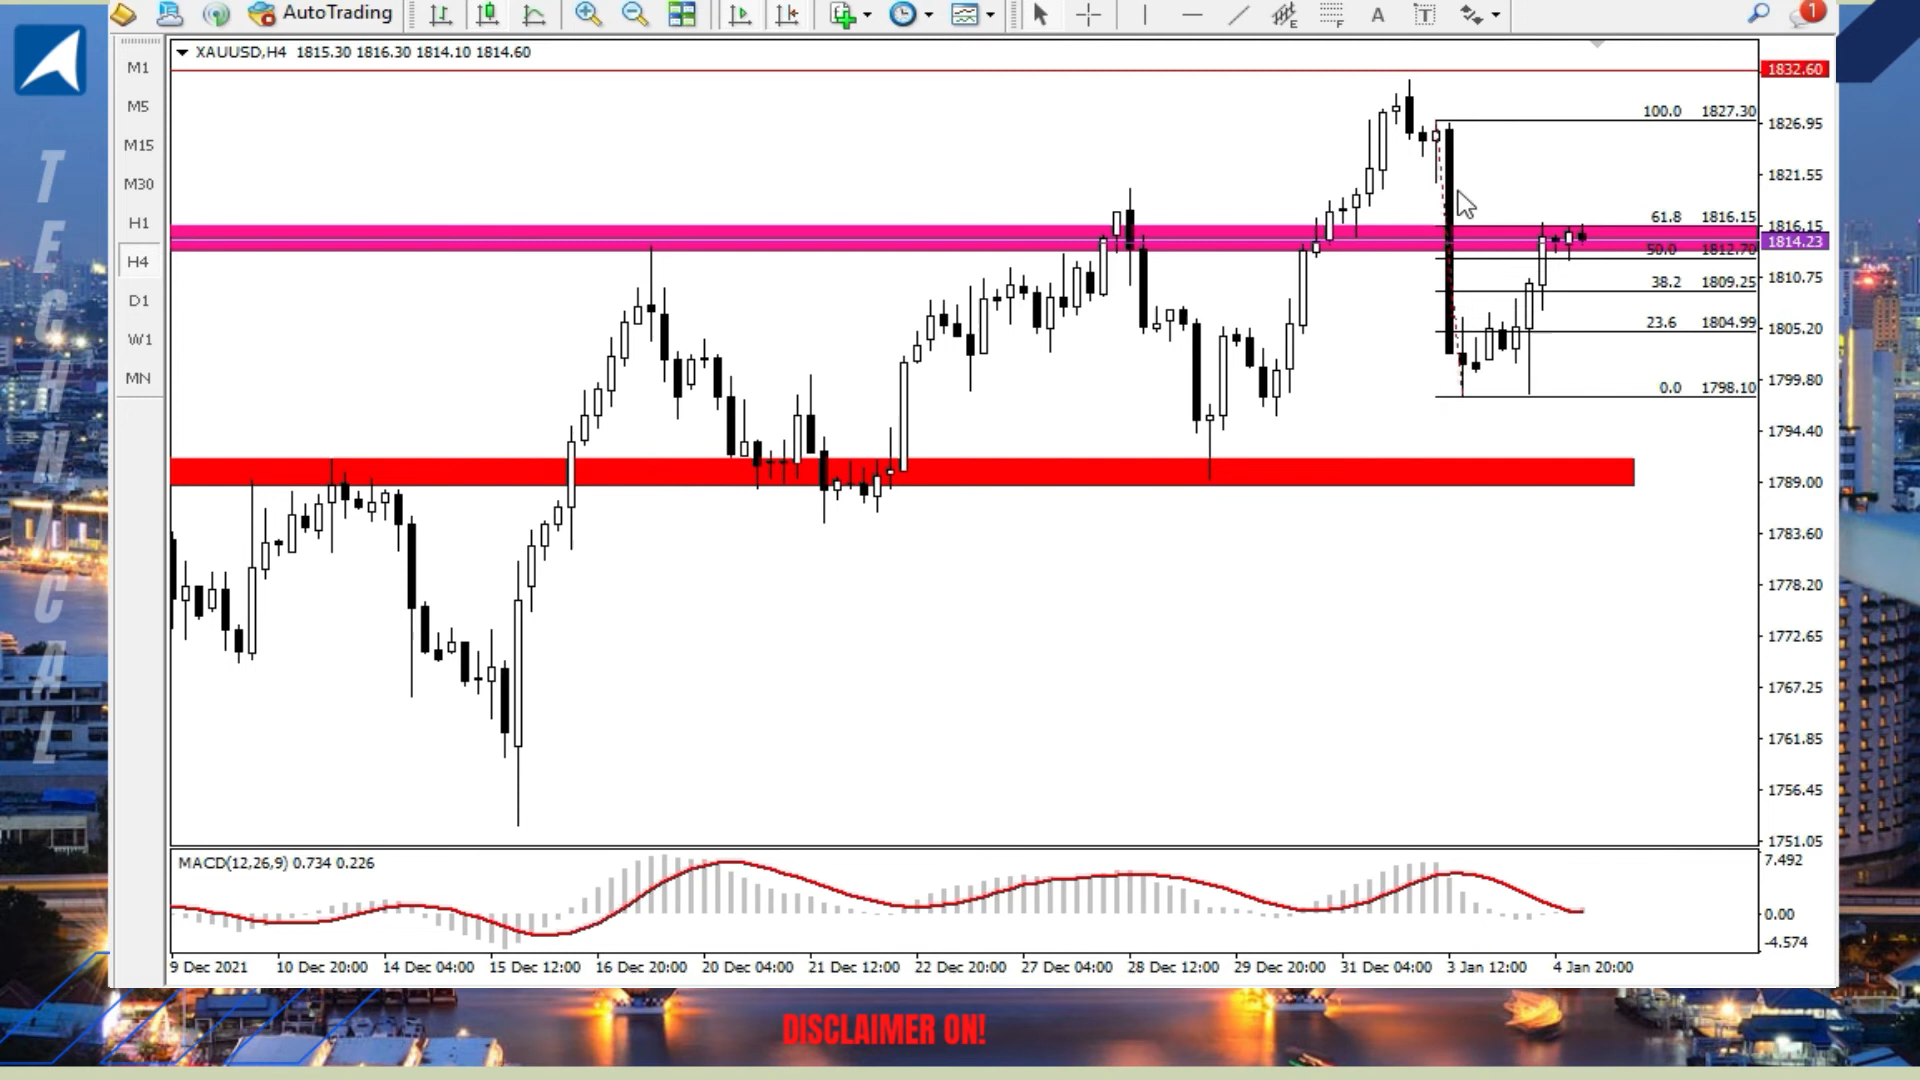 AutoTrading
A
T
E
F
1
M1
M5
M15
M30
H1
H4
D1
W1
MN
TECHNICAL
XAUUSD,H4 1815.30 1816.30 1814.10 1814.60
1832.60
100.0 1827.30
1826.95
1821.55
61.8 1816.15
1816.15
1814.23
50.0 1812.70
38.2 1809.25
1810.75
23.6 1804.99
1805.20
0.0 1798.10
1799.80
1794.40
1789.00
1783.60
1778.20
1772.65
1767.25
1761.85
1756.45
1751.05
MACD(12,26,9) 0.734 0.226
7.492
0.00
-4.574
9 Dec 2021
10 Dec 20:00
14 Dec 04:00
15 Dec 12:00
16 Dec 20:00
20 Dec 04:00
21 Dec 12:00
22 Dec 20:00
27 Dec 04:00
28 Dec 12:00
29 Dec 20:00
31 Dec 04:00
3 Jan 12:00
4 Jan 20:00
DISCLAIMER ON!